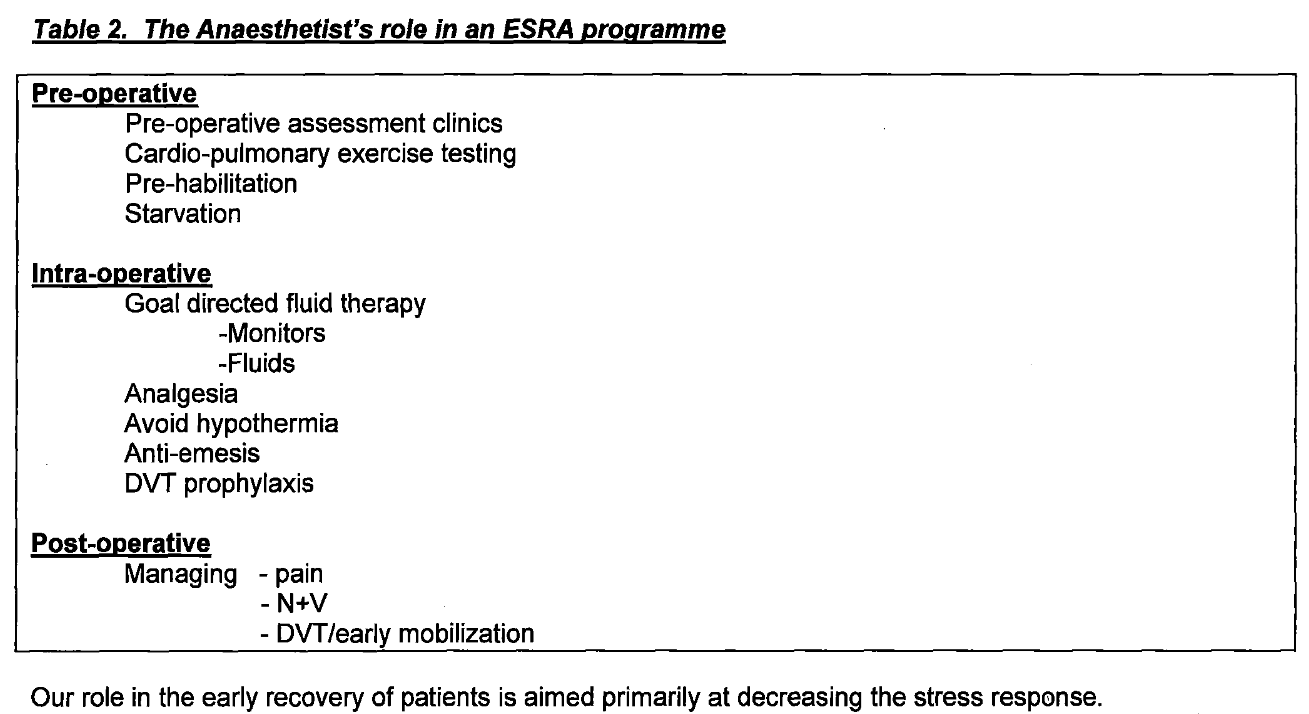 Table 2. The Anaesthetist's role in an ESRA programme
Pre-operative
Pre-operative assessment clinics
Cardio-pulmonary exercise testing
Pre-habilitation
Starvation
Intra-operative
Goal directed fluid therapy
-Monitors
-Fluids
Analgesia
Avoid hypothermia
Anti-emesis
DVT prophylaxis
Post-operative
Managing - pain
- N+V
- DVT/early mobilization
Our role in the early recovery of patients is aimed primarily at decreasing the stress response.